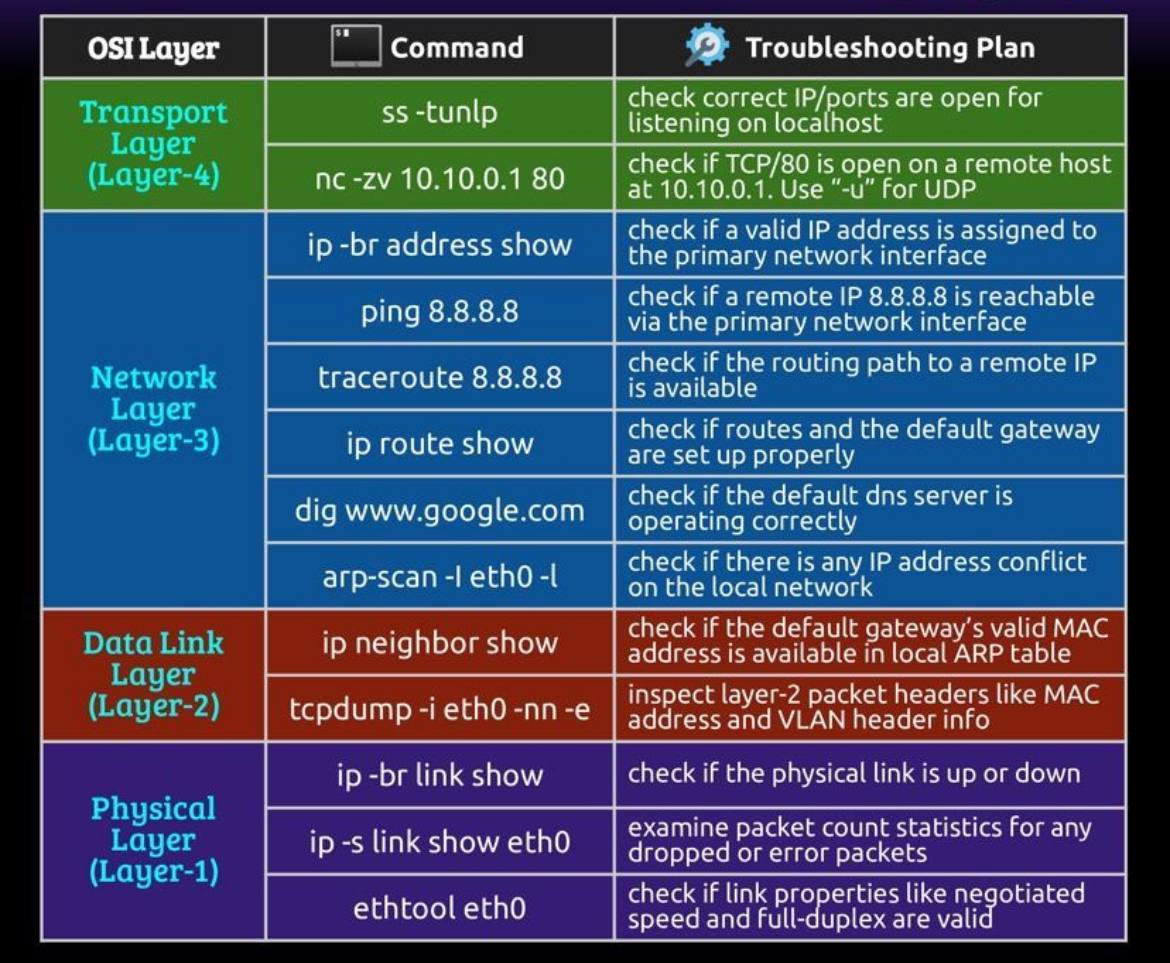 OSI Layer
Command
Troubleshooting Plan
Transport
Layer
(Layer-4)
ss -tunlp
check correct IP/ports are open for
listening on localhost
nc -zv 10.10.0.1 80
check if TCP/80 is open on a remote host
at 10.10.0.1. Use “-u” for UDP
Network
Layer
(Layer-3)
ip -br address show
check if a valid IP address is assigned to
the primary network interface
ping 8.8.8.8
check if a remote IP 8.8.8.8 is reachable
via the primary network interface
traceroute 8.8.8.8
check if the routing path to a remote IP
is available
ip route show
check if routes and the default gateway
are set up properly
dig www.google.com
check if the default dns server is
operating correctly
arp-scan -I eth0 -l
check if there is any IP address conflict
on the local network
Data Link
Layer
(Layer-2)
ip neighbor show
check if the default gateway’s valid MAC
address is available in local ARP table
tcpdump -i eth0 -nn -e
inspect layer-2 packet headers like MAC
address and VLAN header info
Physical
Layer
(Layer-1)
ip -br link show
check if the physical link is up or down
ip -s link show eth0
examine packet count statistics for any
dropped or error packets
ethtool eth0
check if link properties like negotiated
speed and full-duplex are valid